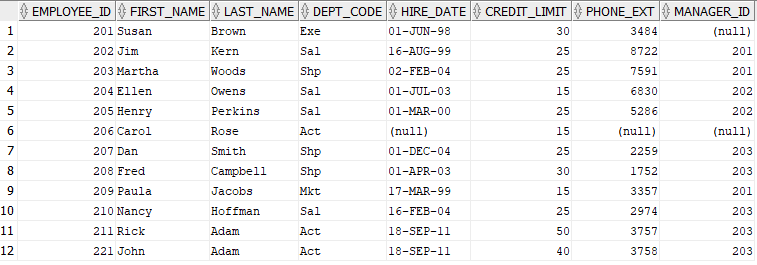 EMPLOYEE_ID FIRST_NAME LAST_NAME DEPT_CODE HIRE_DATE CREDIT_LIMIT PHONE_EXT MANAGER_ID
1 201 Susan Brown Exe 01-JUN-98 30 3484 (null)
2 202 Jim Kern Sal 16-AUG-99 25 8722 201
3 203 Martha Woods Shp 02-FEB-04 25 7591 201
4 204 Ellen Owens Sal 01-JUL-03 15 6830 202
5 205 Henry Perkins Sal 01-MAR-00 25 5286 202
6 206 Carol Rose Act (null) 15 (null) (null)
7 207 Dan Smith Shp 01-DEC-04 25 2259 203
8 208 Fred Campbell Shp 01-APR-03 30 1752 203
9 209 Paula Jacobs Mkt 17-MAR-99 15 3357 201
10 210 Nancy Hoffman Sal 16-FEB-04 25 2974 203
11 211 Rick Adam Act 18-SEP-11 50 3757 203
12 221 John Adam Act 18-SEP-11 40 3758 203